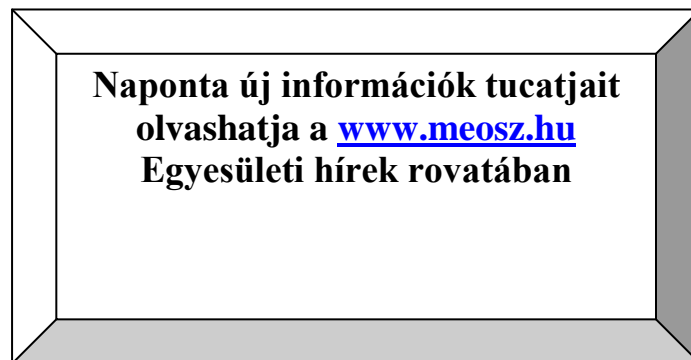 Naponta új információk tucatjait
olvashatja a www.meosz.hu
Egyesületi hírek rovatában